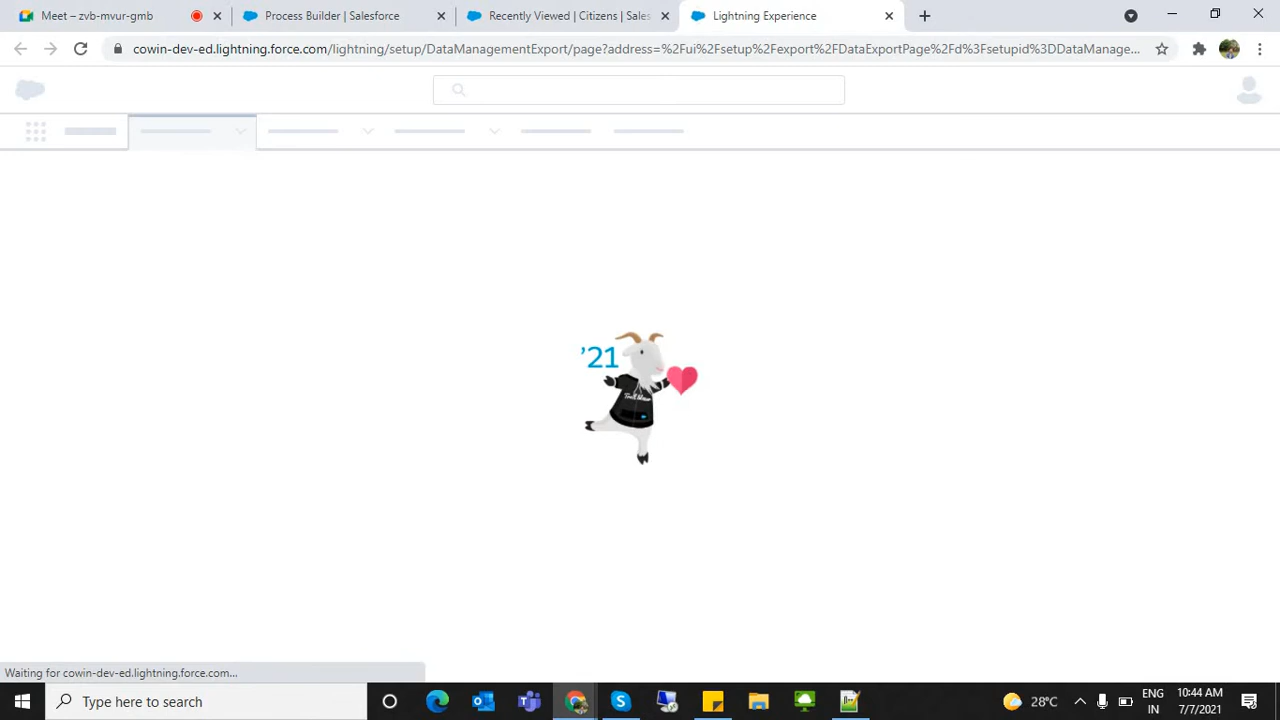 Meet – zvb-mvur-gmb
Process Builder | Salesforce
Recently Viewed | Citizens | Sales
Lightning Experience
cowin-dev-ed.lightning.force.com/lightning/setup/DataManagementExport/page?address=%2Fui%2Fsetup%2Fexport%2FDataExportPage%2Fd%3Fsetupid%3DDataManage...
'21
Waiting for cowin-dev-ed.lightning.force.com...
Type here to search
28°C
ENG
IN
10:44 AM
7/7/2021